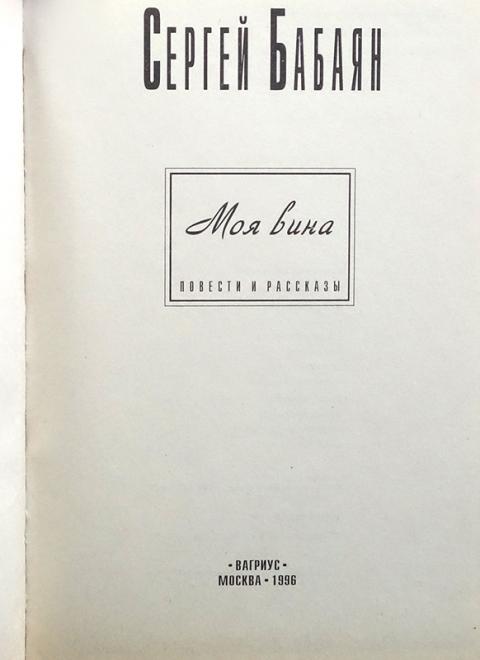 Сергей Бабаян
Моя вина
ПОВЕСТИ И РАССКАЗЫ
• ВАГРИУС •
МОСКВА • 1996